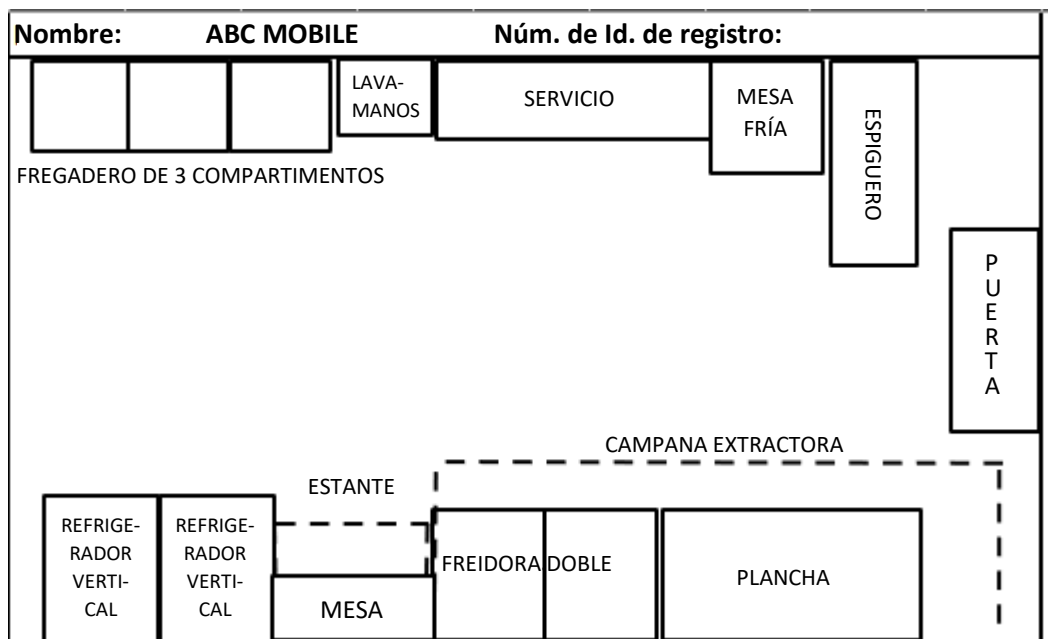 Nombre: ABC MOBILE Núm. de Id. de registro:
LAVA-
MANOS
SERVICIO
MESA
FRÍA
ESPIGUERO
FREGADERO DE 3 COMPARTIMENTOS
PUERTA
CAMPANA EXTRACTORA
ESTANTE
REFRIGE-
RADOR
VERTI-
CAL
REFRIGE-
RADOR
VERTI-
CAL
MESA
FREIDORA DOBLE
PLANCHA